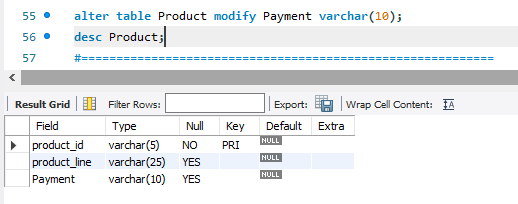 55 alter table Product modify Payment varchar(10);
56 desc Product;
57 #============================================================
Result Grid Filter Rows: Export: Wrap Cell Content: IA
Field Type Null Key Default Extra
product_id varchar(5) NO PRI NULL
product_line varchar(25) YES NULL
Payment varchar(10) YES NULL